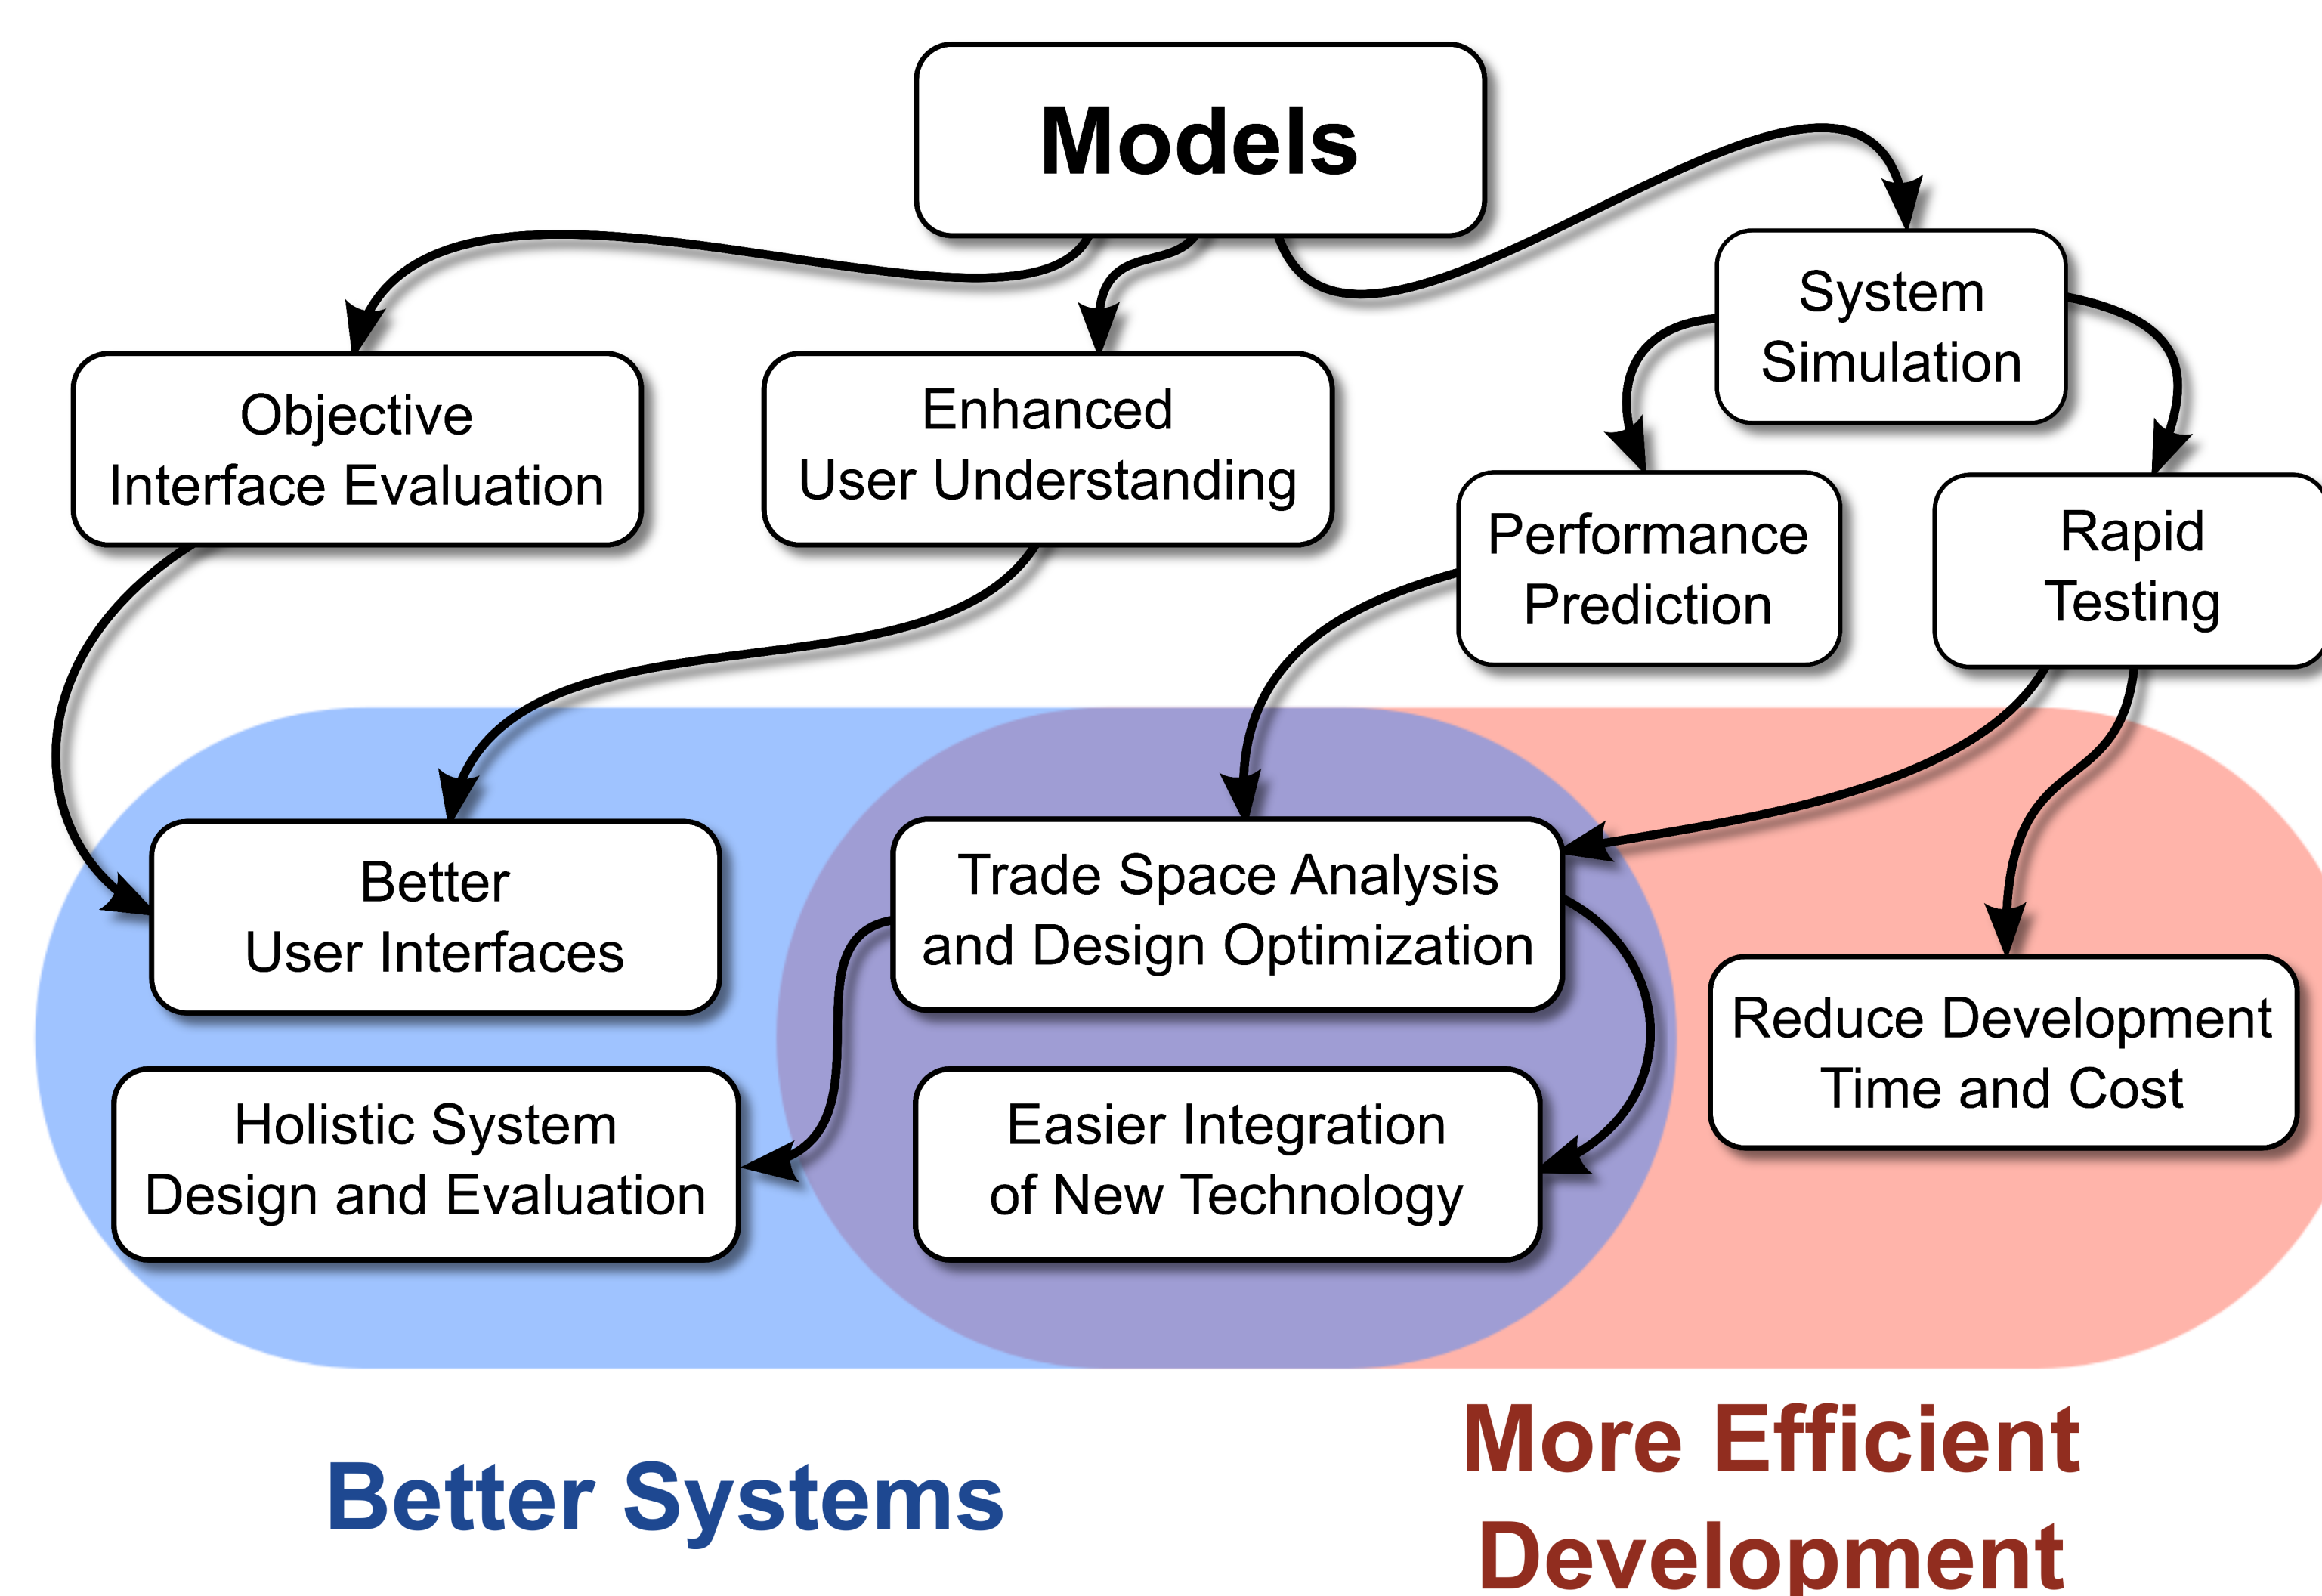 Models
System
Simulation
Objective
Interface Evaluation
Enhanced
User Understanding
Performance
Prediction
Rapid
Testing
Better
User Interfaces
Trade Space Analysis
and Design Optimization
Reduce Development
Time and Cost
Holistic System
Design and Evaluation
Easier Integration
of New Technology
Better Systems
More Efficient
Development